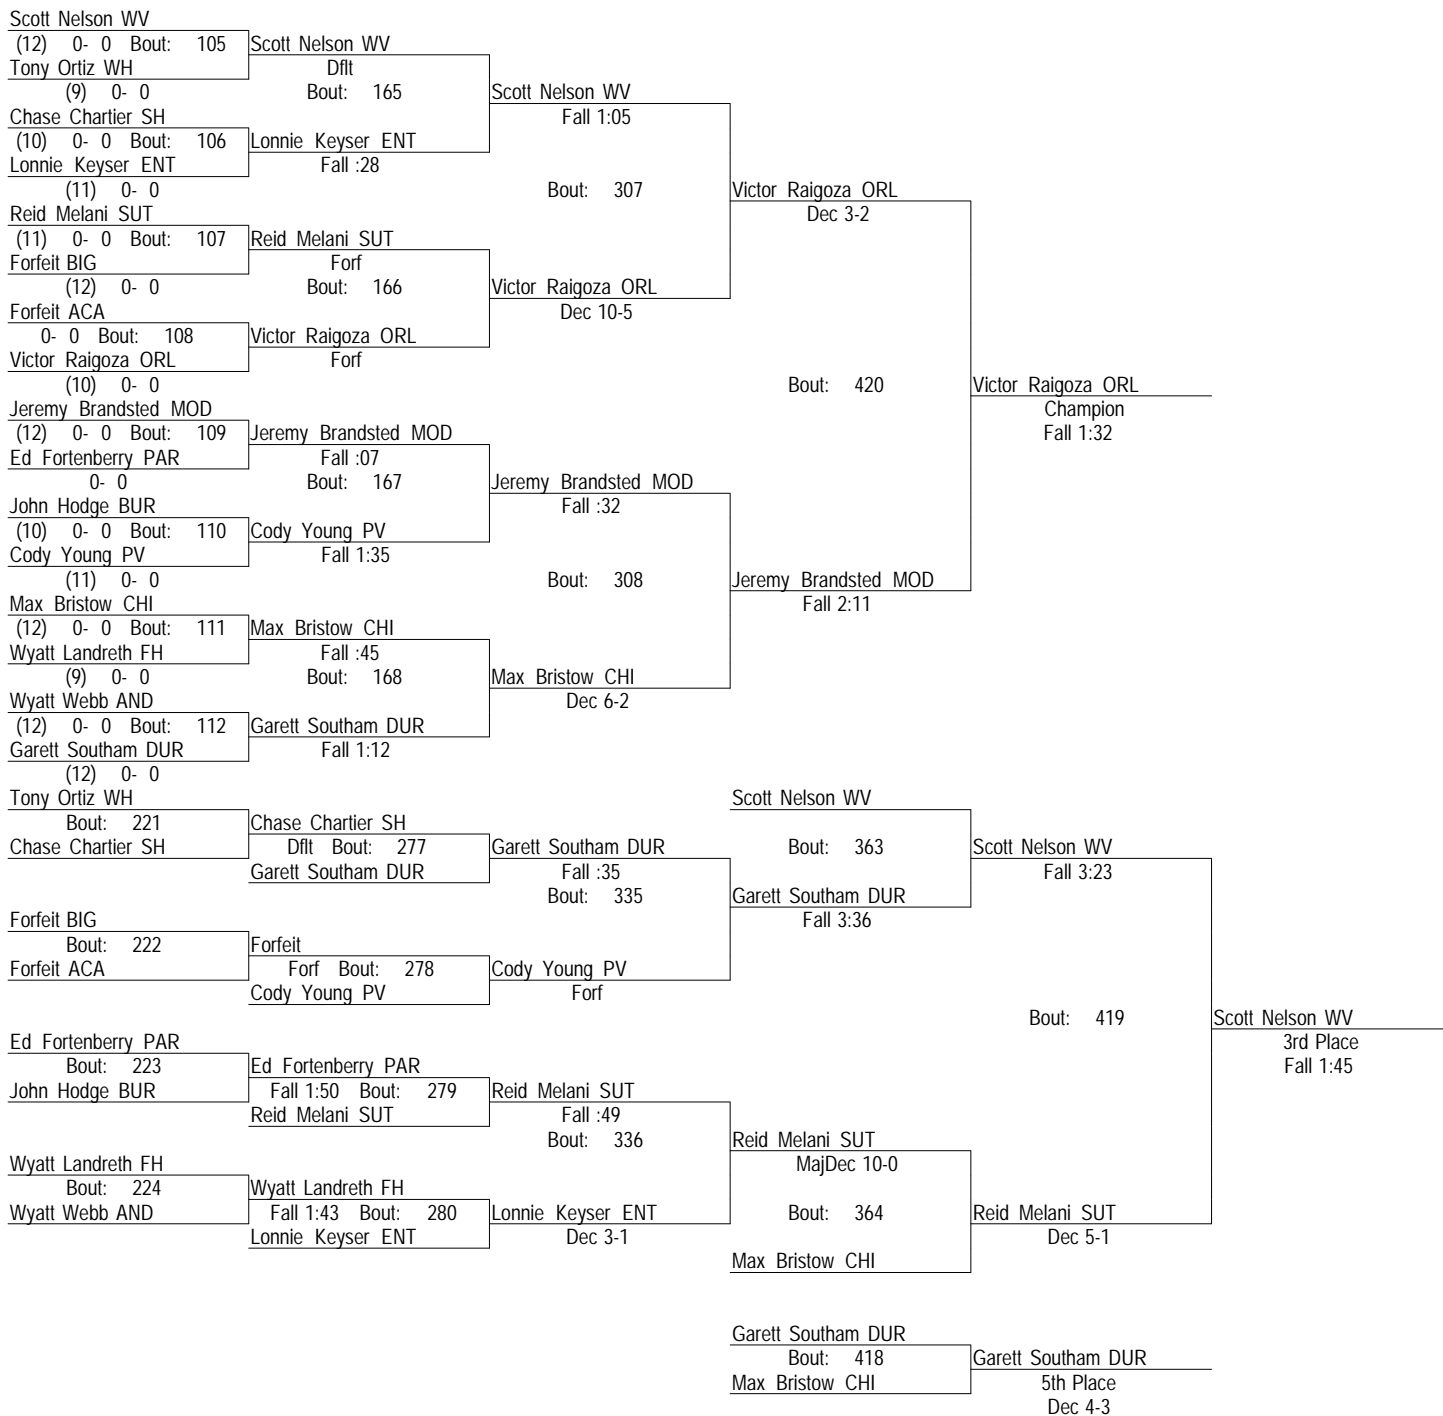 Scott Nelson WV
(12) 0- 0 Bout: 105 Scott Nelson WV
Tony Ortiz WH Dflt
(9) 0- 0 Bout: 165 Scott Nelson WV
Chase Chartier SH Fall 1:05
(10) 0- 0 Bout: 106 Lonnie Keyser ENT
Lonnie Keyser ENT Fall :28
(11) 0- 0 Bout: 307 Victor Raigoza ORL
Reid Melani SUT Dec 3-2
(11) 0- 0 Bout: 107 Reid Melani SUT
Forfeit BIG Forf
(12) 0- 0 Bout: 166 Victor Raigoza ORL
Forfeit ACA Dec 10-5
0- 0 Bout: 108 Victor Raigoza ORL
Victor Raigoza ORL Forf
(10) 0- 0 Bout: 420 Victor Raigoza ORL
Jeremy Brandsted MOD Champion
(12) 0- 0 Bout: 109 Jeremy Brandsted MOD Fall 1:32
Ed Fortenberry PAR Fall :07
0- 0 Bout: 167 Jeremy Brandsted MOD
John Hodge BUR Fall :32
(10) 0- 0 Bout: 110 Cody Young PV
Cody Young PV Fall 1:35
(11) 0- 0 Bout: 308 Jeremy Brandsted MOD
Max Bristow CHI Fall 2:11
(12) 0- 0 Bout: 111 Max Bristow CHI
Wyatt Landreth FH Fall :45
(9) 0- 0 Bout: 168 Max Bristow CHI
Wyatt Webb AND Dec 6-2
(12) 0- 0 Bout: 112 Garett Southam DUR
Garett Southam DUR Fall 1:12
(12) 0- 0
Tony Ortiz WH Scott Nelson WV
Bout: 221 Chase Chartier SH
Chase Chartier SH Dflt Bout: 277 Garett Southam DUR Bout: 363 Scott Nelson WV
Garett Southam DUR Fall :35 Fall 3:23
Bout: 335 Garett Southam DUR
Forfeit BIG Fall 3:36
Bout: 222 Forfeit
Forfeit ACA Forf Bout: 278 Cody Young PV
Cody Young PV Forf
Bout: 419 Scott Nelson WV
Ed Fortenberry PAR 3rd Place
Bout: 223 Ed Fortenberry PAR Fall 1:45
John Hodge BUR Fall 1:50 Bout: 279 Reid Melani SUT
Reid Melani SUT Fall :49
Bout: 336 Reid Melani SUT
Wyatt Landreth FH MajDec 10-0
Bout: 224 Wyatt Landreth FH
Wyatt Webb AND Fall 1:43 Bout: 280 Lonnie Keyser ENT Bout: 364 Reid Melani SUT
Lonnie Keyser ENT Dec 3-1 Dec 5-1
Max Bristow CHI
Garett Southam DUR
Bout: 418 Garett Southam DUR
Max Bristow CHI 5th Place
Dec 4-3